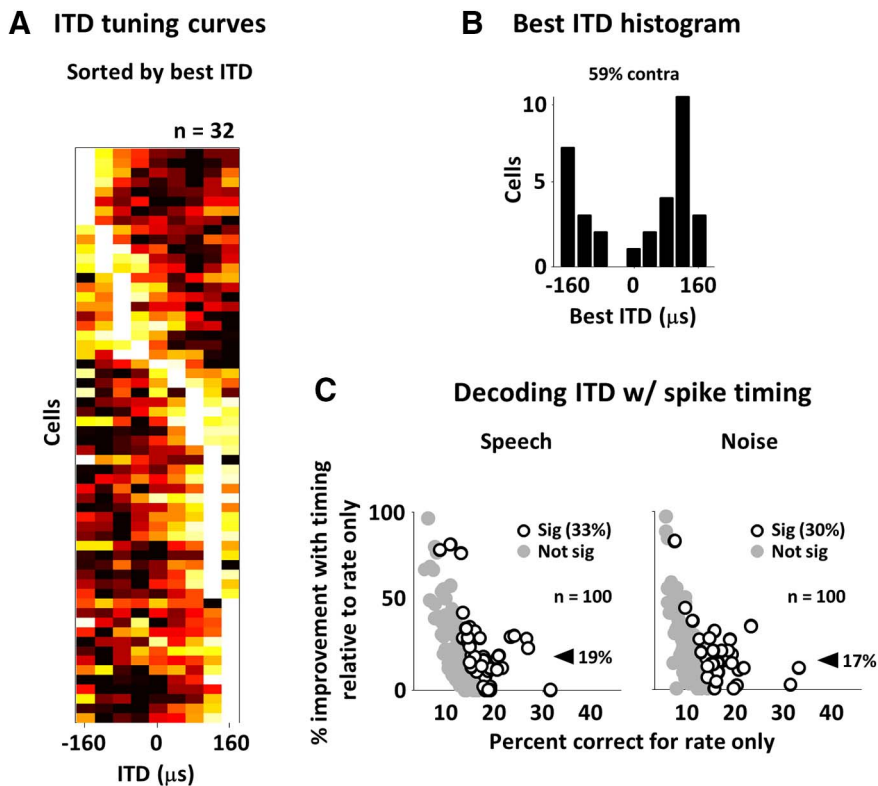 A ITD tuning curves
Sorted by best ITD
n = 32
Cells
-160 0 160
ITD (μs)
B Best ITD histogram
59% contra
10
5
0
Cells
-160 0 160
Best ITD (μs)
C Decoding ITD w/ spike timing
Speech
Noise
% improvement with timing
relative to rate only
100
50
0
Sig (33%)
Not sig
n = 100
19%
10 20 30 40
Sig (30%)
Not sig
n = 100
17%
10 20 30 40
Percent correct for rate only